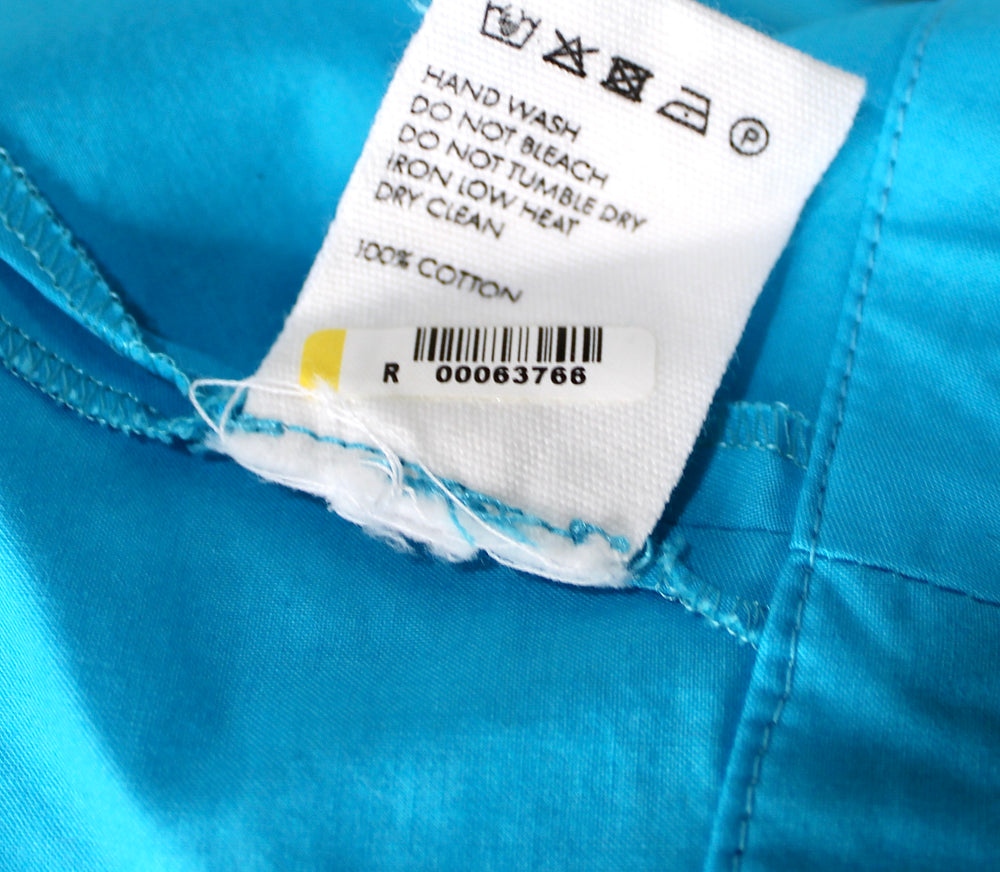 P
HAND WASH
DO NOT BLEACH
DO NOT TUMBLE DRY
IRON LOW HEAT
DRY CLEAN
100% COTTON
R 00063766